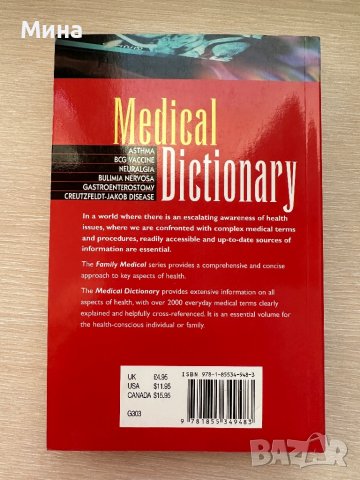 Мина
Medical
Dictionary
ASTHMA
BCG VACCINE
NEURALGIA
BULIMIA NERVOSA
GASTROENTEROSTOMY
CREUTZFELDT-JAKOB DISEASE
In a world where there is an escalating awareness of health
issues, where we are confronted with complex medical terms
and procedures, readily accessible and up-to-date sources of
information are essential.
The Family Medical series provides a comprehensive and concise
approach to key aspects of health.
The Medical Dictionary provides extensive information on all
aspects of health, with over 2000 everyday medical terms clearly
explained and helpfully cross-referenced. It is an essential volume for
the health-conscious individual or family.
UK £4.95
USA $11.95
CANADA $15.95
G303
ISBN 978-1-85534-948-3
9 781855 349483
bazar